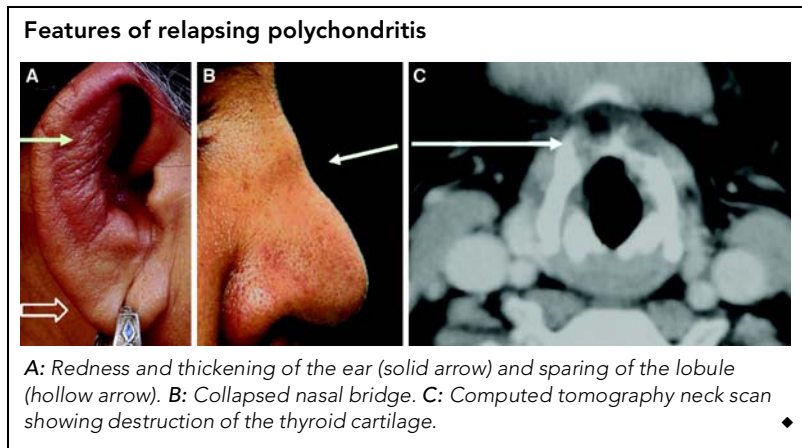 Features of relapsing polychondritis
A B C
A: Redness and thickening of the ear (solid arrow) and sparing of the lobule
(hollow arrow). B: Collapsed nasal bridge. C: Computed tomography neck scan
showing destruction of the thyroid cartilage. ◆